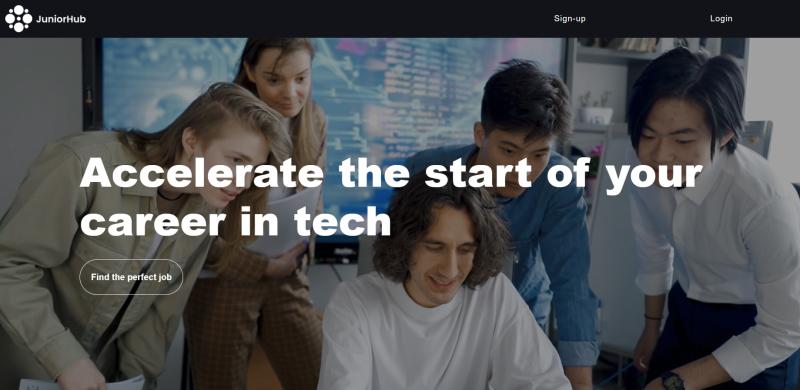 JuniorHub
Sign-up
Login
Accelerate the start of your
career in tech
Find the perfect job